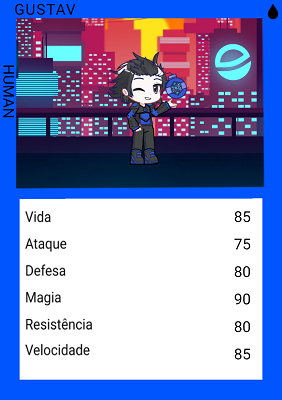 GUSTAV
HUMAN
Vida 85
Ataque 75
Defesa 80
Magia 90
Resistência 80
Velocidade 85